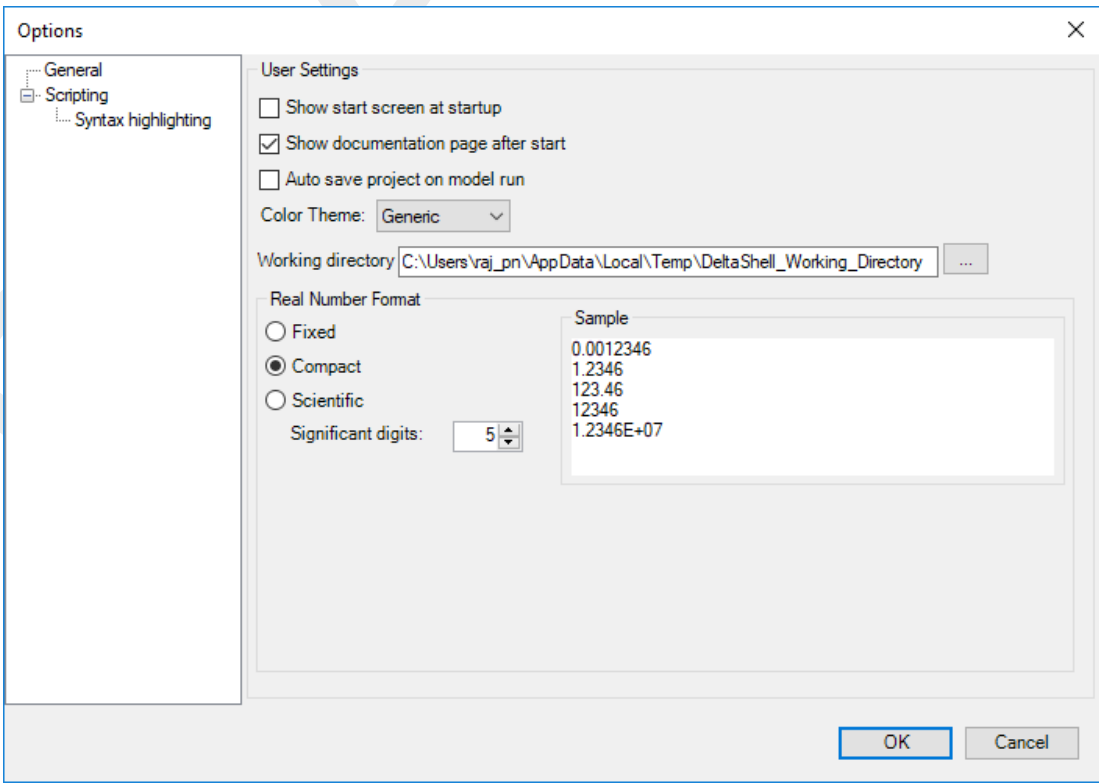 Options
General
Scripting
Syntax highlighting
User Settings
Show start screen at startup
Show documentation page after start
Auto save project on model run
Color Theme: Generic
Working directory C:\Users\raj_pn\AppData\Local\Temp\DeltaShell_Working_Directory ...
Real Number Format
Fixed
Compact
Scientific
Significant digits: 5
Sample
0.0012346
1.2346
123.46
12346
1.2346E+07
OK Cancel